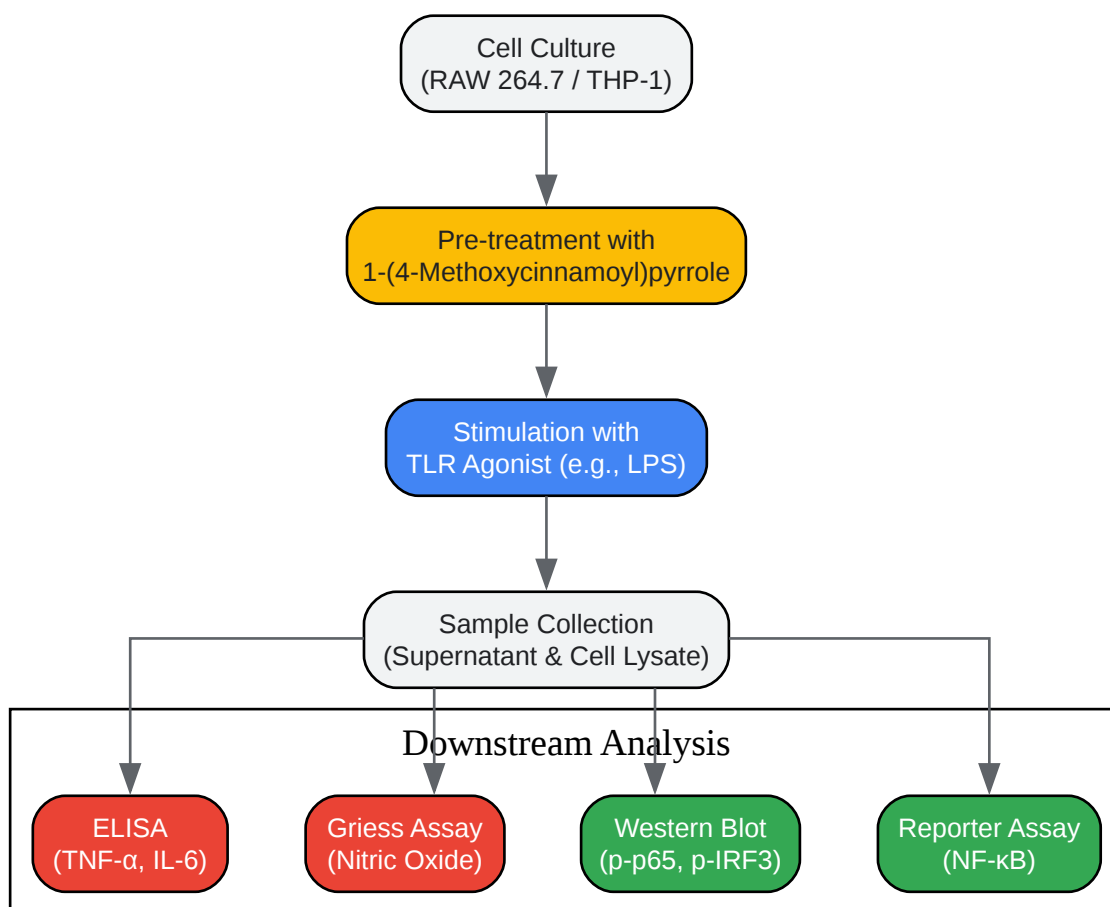 Cell Culture
(RAW 264.7 / THP-1)
Pre-treatment with
1-(4-Methoxycinnamoyl)pyrrole
Stimulation with
TLR Agonist (e.g., LPS)
Sample Collection
(Supernatant & Cell Lysate)
Downstream Analysis
ELISA
(TNF-α, IL-6)
Griess Assay
(Nitric Oxide)
Western Blot
(p-p65, p-IRF3)
Reporter Assay
(NF-κB)